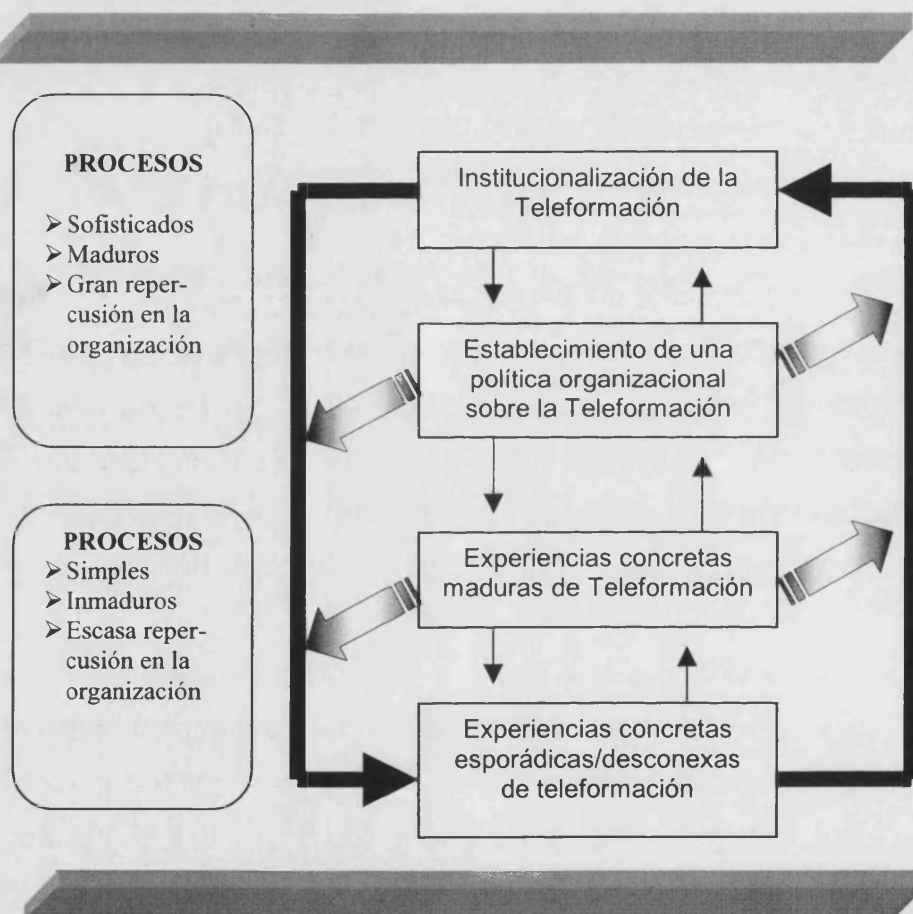 PROCESOS
➢ Sofisticados
➢ Maduros
➢ Gran reper-
cusión en la
organización
PROCESOS
➢ Simples
➢ Inmaduros
➢ Escasa reper-
cusión en la
organización
Institucionalización de la
Teleformación
Establecimiento de una
política organizacional
sobre la Teleformación
Experiencias concretas
maduras de Teleformación
Experiencias concretas
esporádicas/desconexas
de teleformación